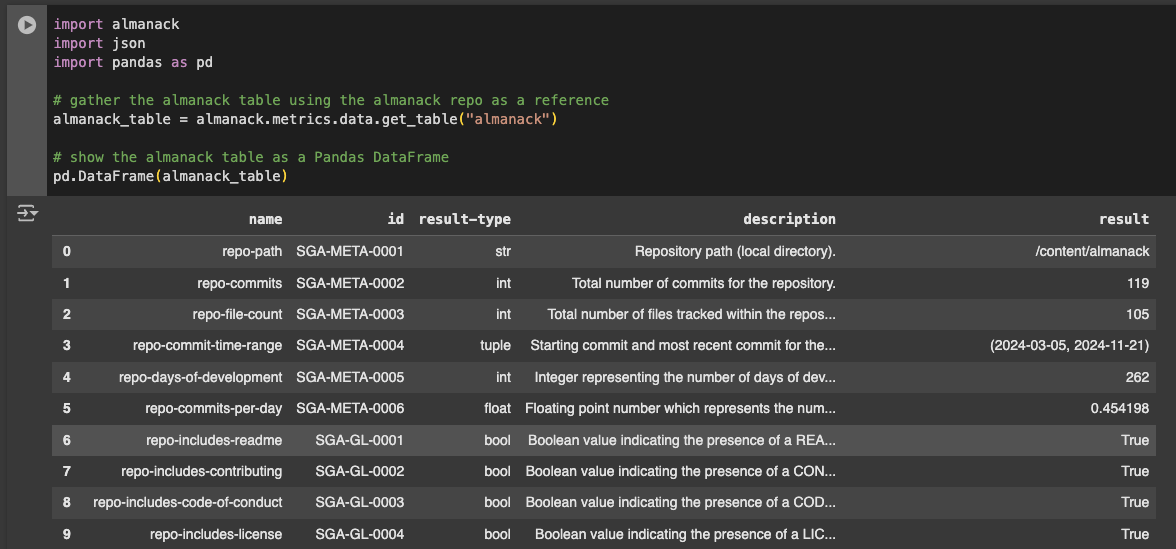 import almanack
import json
import pandas as pd
# gather the almanack table using the almanack repo as a reference
almanack_table = almanack.metrics.data.get_table("almanack")
# show the almanack table as a Pandas DataFrame
pd.DataFrame(almanack_table)
name id result-type description result
0 repo-path SGA-META-0001 str Repository path (local directory). /content/almanack
1 repo-commits SGA-META-0002 int Total number of commits for the repository. 119
2 repo-file-count SGA-META-0003 int Total number of files tracked within the repos... 105
3 repo-commit-time-range SGA-META-0004 tuple Starting commit and most recent commit for the... (2024-03-05, 2024-11-21)
4 repo-days-of-development SGA-META-0005 int Integer representing the number of days of dev... 262
5 repo-commits-per-day SGA-META-0006 float Floating point number which represents the num... 0.454198
6 repo-includes-readme SGA-GL-0001 bool Boolean value indicating the presence of a REA... True
7 repo-includes-contributing SGA-GL-0002 bool Boolean value indicating the presence of a CON... True
8 repo-includes-code-of-conduct SGA-GL-0003 bool Boolean value indicating the presence of a COD... True
9 repo-includes-license SGA-GL-0004 bool Boolean value indicating the presence of a LIC... True